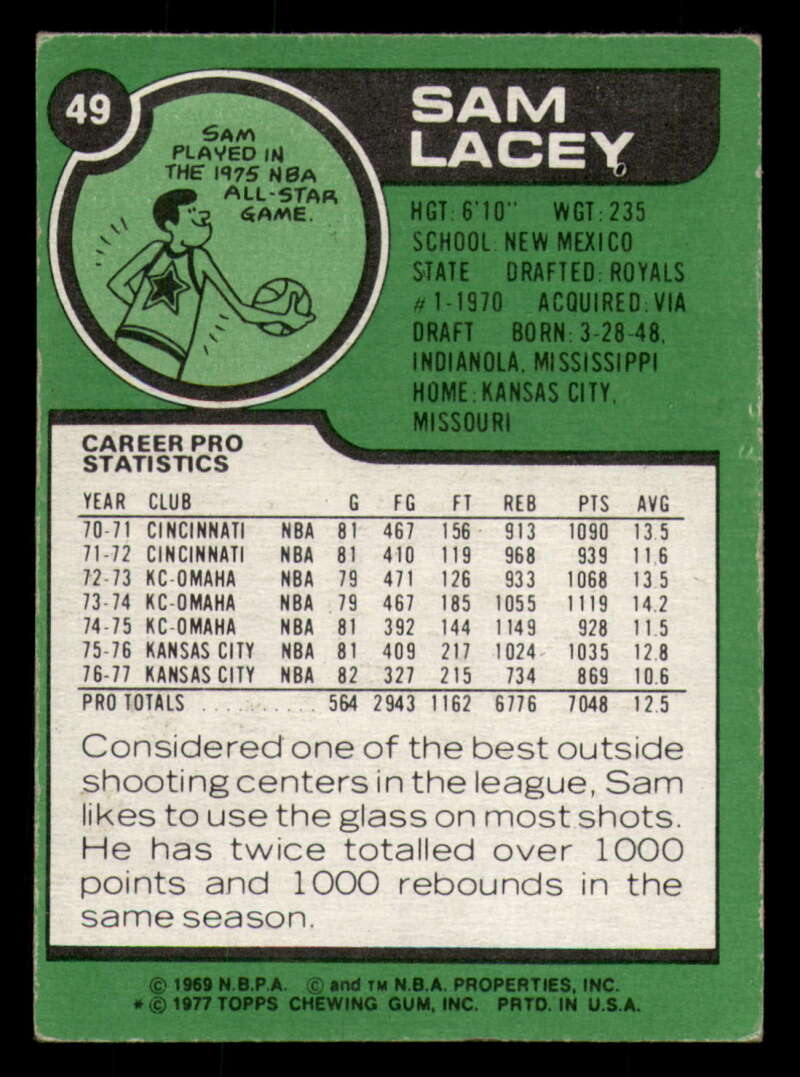 49
SAM
PLAYED IN
THE 1975 NBA
ALL-STAR
GAME.
SAM
LACEY
HGT: 6'10" WGT: 235
SCHOOL: NEW MEXICO
STATE DRAFTED: ROYALS
#1-1970 ACQUIRED: VIA
DRAFT BORN: 3-28-48,
INDIANOLA, MISSISSIPPI
HOME: KANSAS CITY,
MISSOURI
CAREER PRO
STATISTICS
YEAR CLUB G FG FT REB PTS AVG
70-71 CINCINNATI NBA 81 467 156 913 1090 13.5
71-72 CINCINNATI NBA 81 410 119 968 939 11.6
72-73 KC-OMAHA NBA 79 471 126 933 1068 13.5
73-74 KC-OMAHA NBA 79 467 185 1055 1119 14.2
74-75 KC-OMAHA NBA 81 392 144 1149 928 11.5
75-76 KANSAS CITY NBA 81 409 217 1024 1035 12.8
76-77 KANSAS CITY NBA 82 327 215 734 869 10.6
PRO TOTALS .......... 564 2943 1162 6776 7048 12.5
Considered one of the best outside
shooting centers in the league, Sam
likes to use the glass on most shots.
He has twice totalled over 1000
points and 1000 rebounds in the
same season.
© 1969 N.B.P.A. © and TM N.B.A. PROPERTIES, INC.
* © 1977 TOPPS CHEWING GUM, INC. PRTD. IN U.S.A.